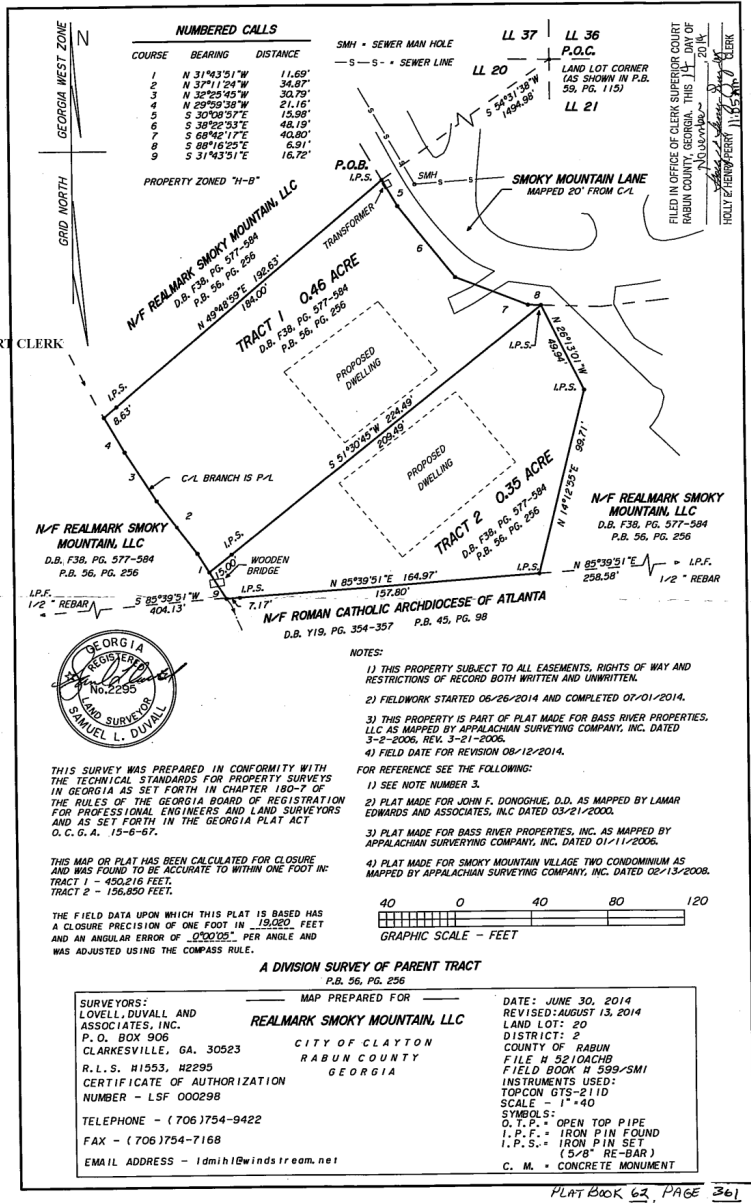 GEORGIA WEST ZONE
N
GRID NORTH
NUMBERED CALLS
COURSE BEARING DISTANCE
1 N 31°43'51"W 11.69'
2 N 37°11'24"W 34.87'
3 N 32°25'45"W 30.79'
4 N 29°59'38"W 21.16'
5 S 30°08'57"E 15.98'
6 S 38°22'53"E 48.19'
7 S 68°42'17"E 40.80'
8 S 88°16'25"E 6.91'
9 S 31°43'51"E 16.72'
PROPERTY ZONED "H-B"
SMH = SEWER MAN HOLE
— S — S - = SEWER LINE
LL 37
LL 36
P.O.C.
LL 20
LAND LOT CORNER
(AS SHOWN IN P.B.
59, PG. 115)
LL 21
S 54°31'38"W
1494.98'
FILED IN OFFICE OF CLERK SUPERIOR COURT
RABUN COUNTY, GEORGIA. THIS 14 DAY OF
November 2014
CLERK
HOLLY E. HENRY-PERRY 11:05 AM
P.O.B.
I.P.S.
SMH
S
S
SMOKY MOUNTAIN LANE
MAPPED 20' FROM C/L
TRANSFORMER
5
6
7
8
N/F REALMARK SMOKY MOUNTAIN, LLC
D.B. F38, PG. 577-584
P.B. 56, PG. 256
N 49°48'59"E 192.63'
184.00'
TRACT 1 0.46 ACRE
D.B. F38, PG. 577-584
P.B. 56, PG. 256
RT CLERK
I.P.S.
8.63'
PROPOSED
DWELLING
I.P.S.
N 26°13'01"W
49.94'
I.P.S.
4
3
2
1
C/L BRANCH IS P/L
S 51°30'45"W 224.49'
209.49'
PROPOSED
DWELLING
TRACT 2 0.35 ACRE
D.B. F38, PG. 577-584
P.B. 56, PG. 256
N 14°12'55"E 99.71'
N/F REALMARK SMOKY
MOUNTAIN, LLC
D.B. F38, PG. 577-584
P.B. 56, PG. 256
N/F REALMARK SMOKY
MOUNTAIN, LLC
D.B. F38, PG. 577-584
P.B. 56, PG. 256
I.P.S.
15.00'
WOODEN
BRIDGE
9
I.P.S.
7.17'
I.P.F.
1/2 " REBAR
S 85°39'51"W
404.13'
N 85°39'51"E 164.97'
157.80'
I.P.S.
N 85°39'51"E
258.58'
I.P.F.
1/2 " REBAR
N/F ROMAN CATHOLIC ARCHDIOCESE OF ATLANTA
D.B. Y19, PG. 354-357 P.B. 45, PG. 98
GEORGIA
REGISTERED
No.2295
LAND SURVEYOR
SAMUEL L. DUVALL
NOTES:
1) THIS PROPERTY SUBJECT TO ALL EASEMENTS, RIGHTS OF WAY AND
RESTRICTIONS OF RECORD BOTH WRITTEN AND UNWRITTEN.
2) FIELDWORK STARTED 06/26/2014 AND COMPLETED 07/01/2014.
3) THIS PROPERTY IS PART OF PLAT MADE FOR BASS RIVER PROPERTIES,
LLC AS MAPPED BY APPALACHIAN SURVEYING COMPANY, INC. DATED
3-2-2006, REV. 3-21-2006.
4) FIELD DATE FOR REVISION 08/12/2014.
FOR REFERENCE SEE THE FOLLOWING:
1) SEE NOTE NUMBER 3.
2) PLAT MADE FOR JOHN F. DONOGHUE, D.D. AS MAPPED BY LAMAR
EDWARDS AND ASSOCIATES, IN.C DATED 03/21/2000.
3) PLAT MADE FOR BASS RIVER PROPERTIES, INC. AS MAPPED BY
APPALACHIAN SURVERYING COMPANY, INC. DATED 01/11/2006.
4) PLAT MADE FOR SMOKY MOUNTAIN VILLAGE TWO CONDOMINIUM AS
MAPPED BY APPALACHIAN SURVEYING COMPANY, INC. DATED 02/13/2008.
THIS SURVEY WAS PREPARED IN CONFORMITY WITH
THE TECHNICAL STANDARDS FOR PROPERTY SURVEYS
IN GEORGIA AS SET FORTH IN CHAPTER 180-7 OF
THE RULES OF THE GEORGIA BOARD OF REGISTRATION
FOR PROFESSIONAL ENGINEERS AND LAND SURVEYORS
AND AS SET FORTH IN THE GEORGIA PLAT ACT
O. C. G. A. 15-6-67.
THIS MAP OR PLAT HAS BEEN CALCULATED FOR CLOSURE
AND WAS FOUND TO BE ACCURATE TO WITHIN ONE FOOT IN:
TRACT 1 - 450,216 FEET.
TRACT 2 - 156,850 FEET.
THE FIELD DATA UPON WHICH THIS PLAT IS BASED HAS
A CLOSURE PRECISION OF ONE FOOT IN 19,020 FEET
AND AN ANGULAR ERROR OF 0°00'05" PER ANGLE AND
WAS ADJUSTED USING THE COMPASS RULE.
40 0 40 80 120
GRAPHIC SCALE - FEET
A DIVISION SURVEY OF PARENT TRACT
P.B. 56, PG. 256
SURVEYORS:
LOVELL, DUVALL AND
ASSOCIATES, INC.
P. O. BOX 906
CLARKESVILLE, GA. 30523
R.L.S. #1553, #2295
CERTIFICATE OF AUTHORIZATION
NUMBER - LSF 000298
TELEPHONE - (706)754-9422
FAX - (706)754-7168
EMAIL ADDRESS - ldmih1@windstream.net
MAP PREPARED FOR
REALMARK SMOKY MOUNTAIN, LLC
CITY OF CLAYTON
RABUN COUNTY
GEORGIA
DATE: JUNE 30, 2014
REVISED: AUGUST 13, 2014
LAND LOT: 20
DISTRICT: 2
COUNTY OF RABUN
FILE # 5210ACHB
FIELD BOOK # 599/SMI
INSTRUMENTS USED:
TOPCON GTS-211D
SCALE - 1"=40
SYMBOLS:
O. T. P. = OPEN TOP PIPE
I. P. F. = IRON PIN FOUND
I. P. S. = IRON PIN SET
(5/8" RE-BAR)
C. M. = CONCRETE MONUMENT
PLAT BOOK 62, PAGE 361